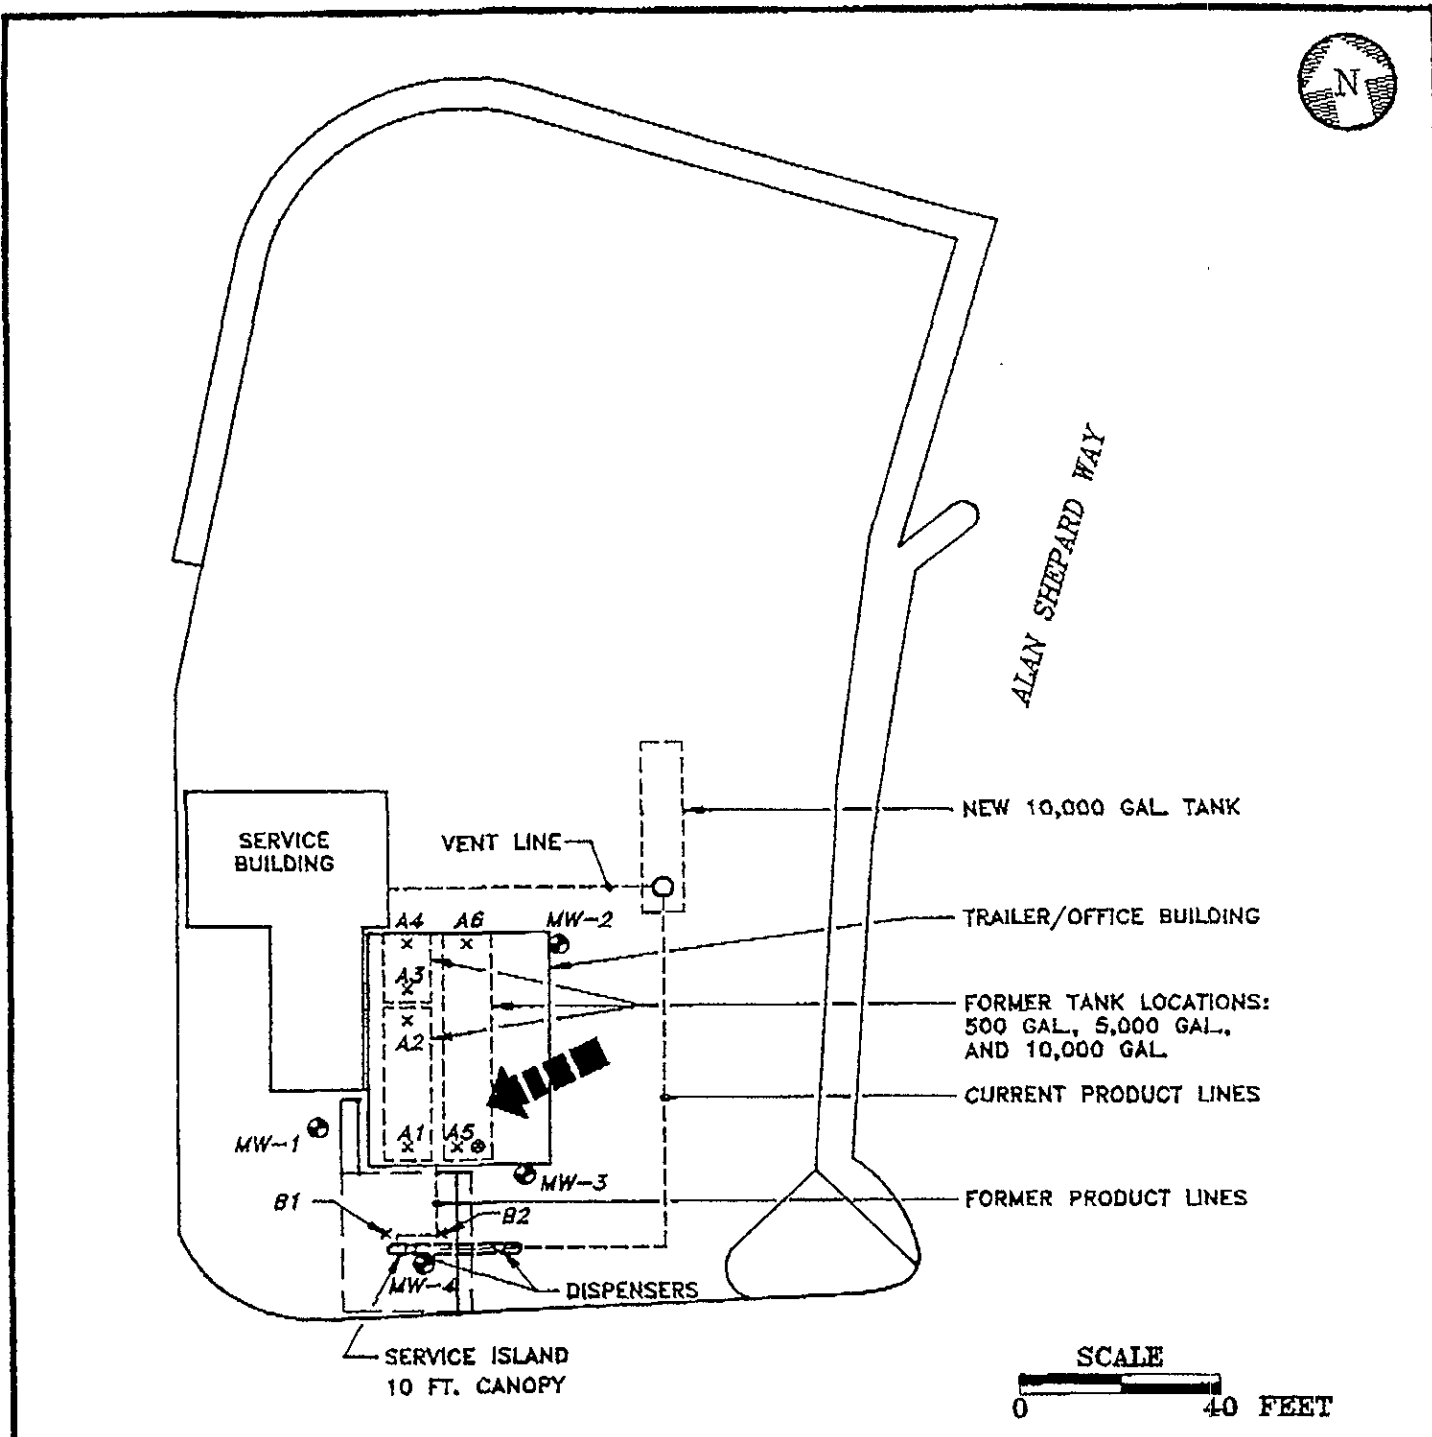 N
ALAN SHEPARD WAY
NEW 10,000 GAL. TANK
SERVICE
BUILDING
VENT LINE
A4
A6
MW-2
TRAILER/OFFICE BUILDING
A3
FORMER TANK LOCATIONS:
500 GAL., 5,000 GAL.,
AND 10,000 GAL.
A2
CURRENT PRODUCT LINES
MW-1
A1
A5
MW-3
B1
B2
FORMER PRODUCT LINES
MW-4
DISPENSERS
SERVICE ISLAND
10 FT. CANOPY
SCALE
0 40 FEET